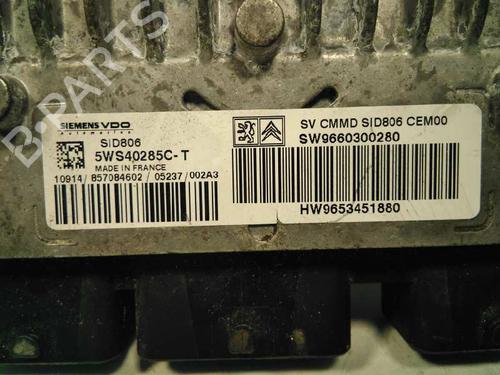 B-PARTS
SIEMENS VDO
Automotive
SID806
5WS40285C-T
MADE IN FRANCE
10914/ 857084602 / 05237 /002A3
SV CMMD SID806 CEM00
SW9660300280
HW9653451880